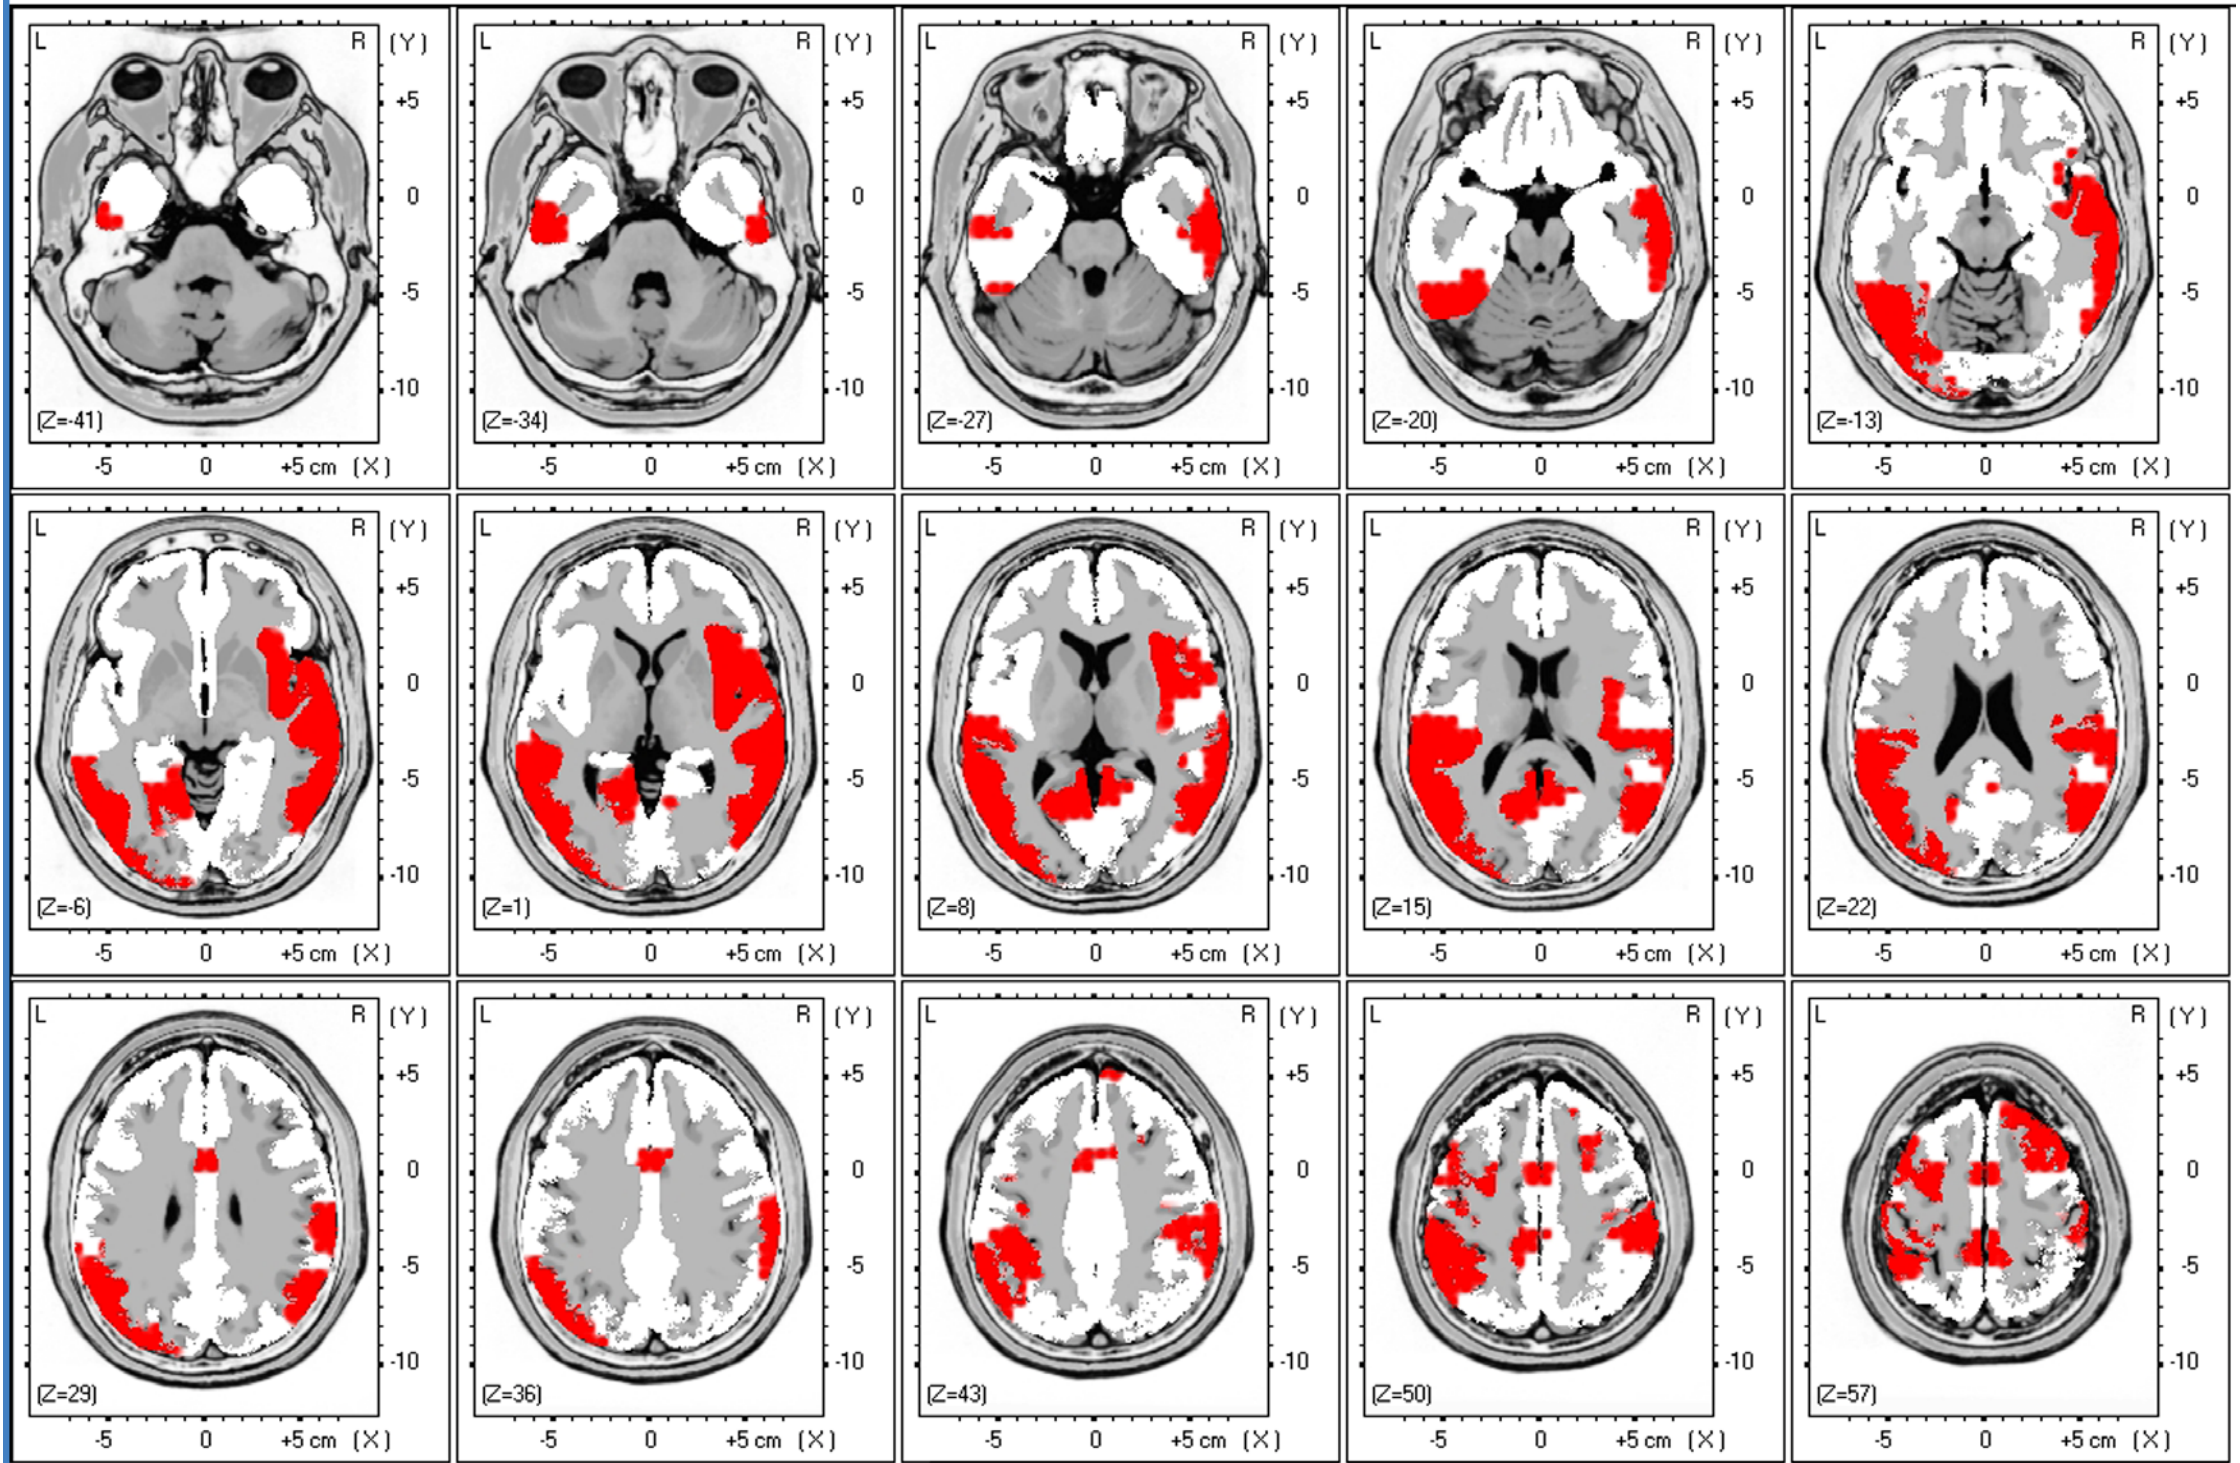 L R (Y)
+5
0
-5
-10
(Z=-41)
-5 0 +5 cm (X)
L R (Y)
+5
0
-5
-10
(Z=-34)
-5 0 +5 cm (X)
L R (Y)
+5
0
-5
-10
(Z=-27)
-5 0 +5 cm (X)
L R (Y)
+5
0
-5
-10
(Z=-20)
-5 0 +5 cm (X)
L R (Y)
+5
0
-5
-10
(Z=-13)
-5 0 +5 cm (X)
L R (Y)
+5
0
-5
-10
(Z=-6)
-5 0 +5 cm (X)
L R (Y)
+5
0
-5
-10
(Z=1)
-5 0 +5 cm (X)
L R (Y)
+5
0
-5
-10
(Z=8)
-5 0 +5 cm (X)
L R (Y)
+5
0
-5
-10
(Z=15)
-5 0 +5 cm (X)
L R (Y)
+5
0
-5
-10
(Z=22)
-5 0 +5 cm (X)
L R (Y)
+5
0
-5
-10
(Z=29)
-5 0 +5 cm (X)
L R (Y)
+5
0
-5
-10
(Z=36)
-5 0 +5 cm (X)
L R (Y)
+5
0
-5
-10
(Z=43)
-5 0 +5 cm (X)
L R (Y)
+5
0
-5
-10
(Z=50)
-5 0 +5 cm (X)
L R (Y)
+5
0
-5
-10
(Z=57)
-5 0 +5 cm (X)